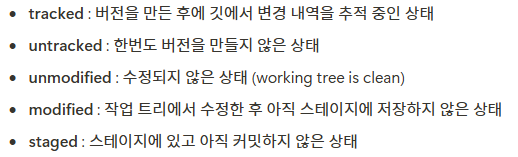 • tracked : 버전을 만든 후에 깃에서 변경 내역을 추적 중인 상태
• untracked : 한번도 버전을 만들지 않은 상태
• unmodified : 수정되지 않은 상태 (working tree is clean)
• modified : 작업 트리에서 수정한 후 아직 스테이지에 저장하지 않은 상태
• staged : 스테이지에 있고 아직 커밋하지 않은 상태